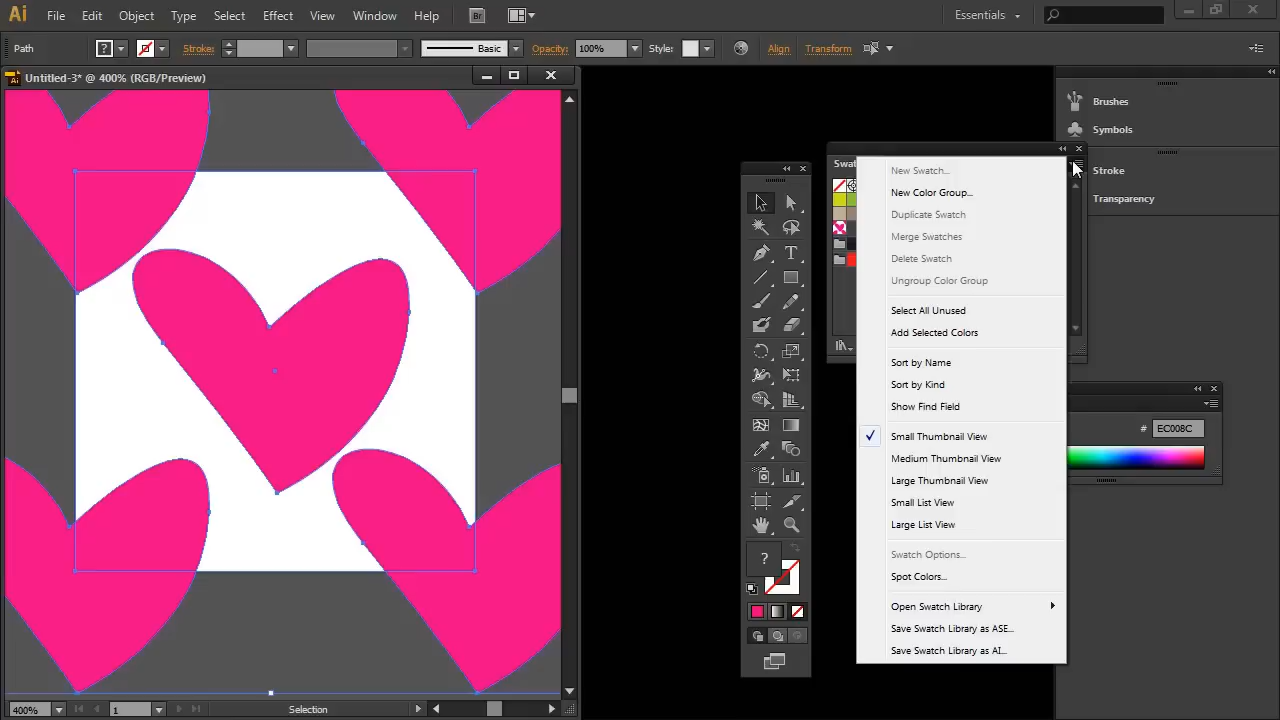 Ai File Edit Object Type Select Effect View Window Help Br Essentials
Path ? Stroke: Basic Opacity: 100% Style: Align Transform
Untitled-3* @ 400% (RGB/Preview)
Brushes
Symbols
Stroke
Transparency
Swat
New Swatch...
New Color Group...
Duplicate Swatch
Merge Swatches
Delete Swatch
Ungroup Color Group
Select All Unused
Add Selected Colors
Sort by Name
Sort by Kind
Show Find Field
Small Thumbnail View
Medium Thumbnail View
Large Thumbnail View
Small List View
Large List View
Swatch Options...
Spot Colors...
Open Swatch Library
Save Swatch Library as ASE...
Save Swatch Library as AI...
# EC008C
T
?
400% 1 Selection